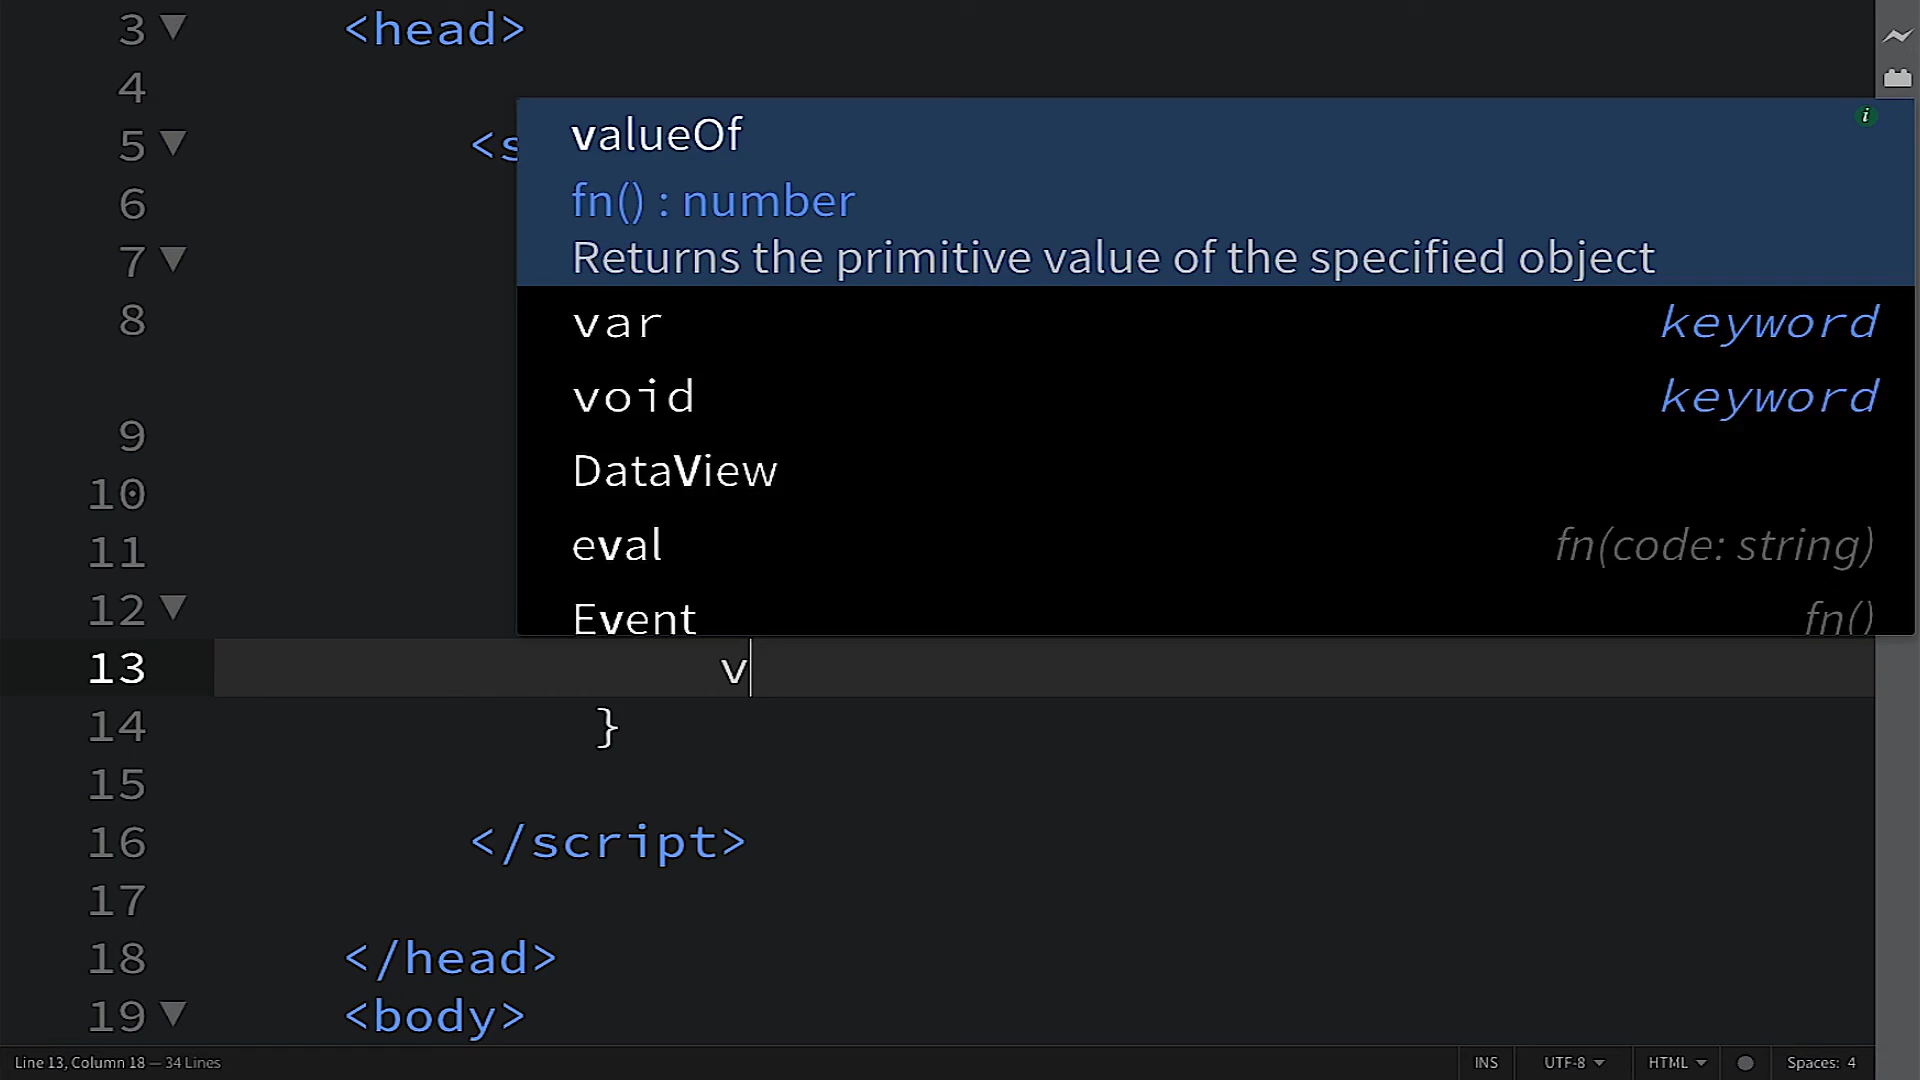 3 ▼ <head>
4
5 ▼ <s
6
7 ▼
8
9
10
11
12 ▼
13 v
14 }
15
16 </script>
17
18 </head>
19 ▼ <body>
valueOf
fn() : number
Returns the primitive value of the specified object
var keyword
void keyword
DataView
eval fn(code: string)
Event fn()
Line 13, Column 18 — 34 Lines
INS UTF-8 HTML Spaces: 4